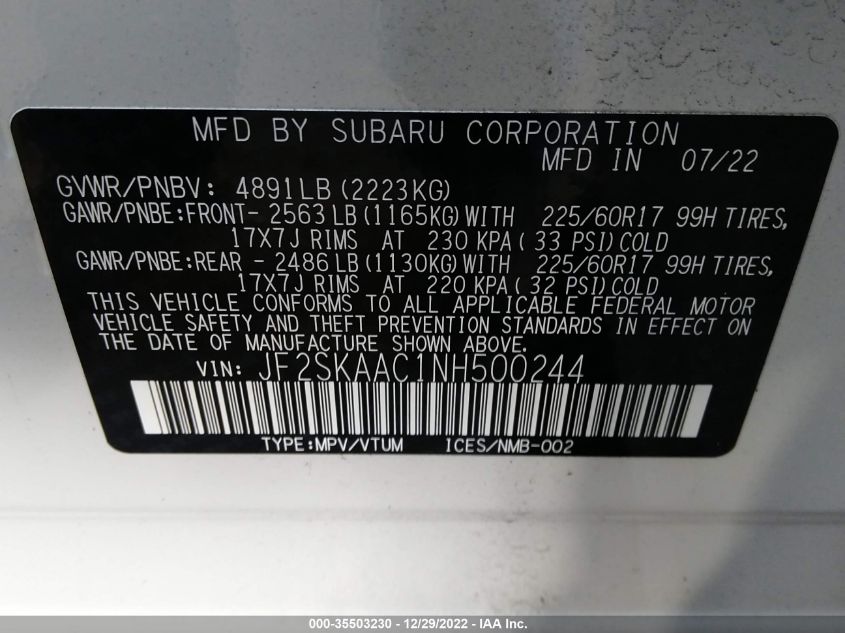 MFD BY SUBARU CORPORATION
MFD IN 07/22
GVWR/PNBV: 4891LB (2223KG)
GAWR/PNBE:FRONT- 2563 LB (1165KG) WITH 225/60R17 99H TIRES,
17X7J RIMS AT 230 KPA ( 33 PSI) COLD
GAWR/PNBE:REAR - 2486 LB (1130KG) WITH 225/60R17 99H TIRES,
17X7J RIMS AT 220 KPA ( 32 PSI) COLD
THIS VEHICLE CONFORMS TO ALL APPLICABLE FEDERAL MOTOR
VEHICLE SAFETY AND THEFT PREVENTION STANDARDS IN EFFECT ON
THE DATE OF MANUFACTURE SHOWN ABOVE.
VIN: JF2SKAAC1NH500244
TYPE:MPV/VTUM ICES/NMB-002
000-35503230 - 12/29/2022 - IAA Inc.